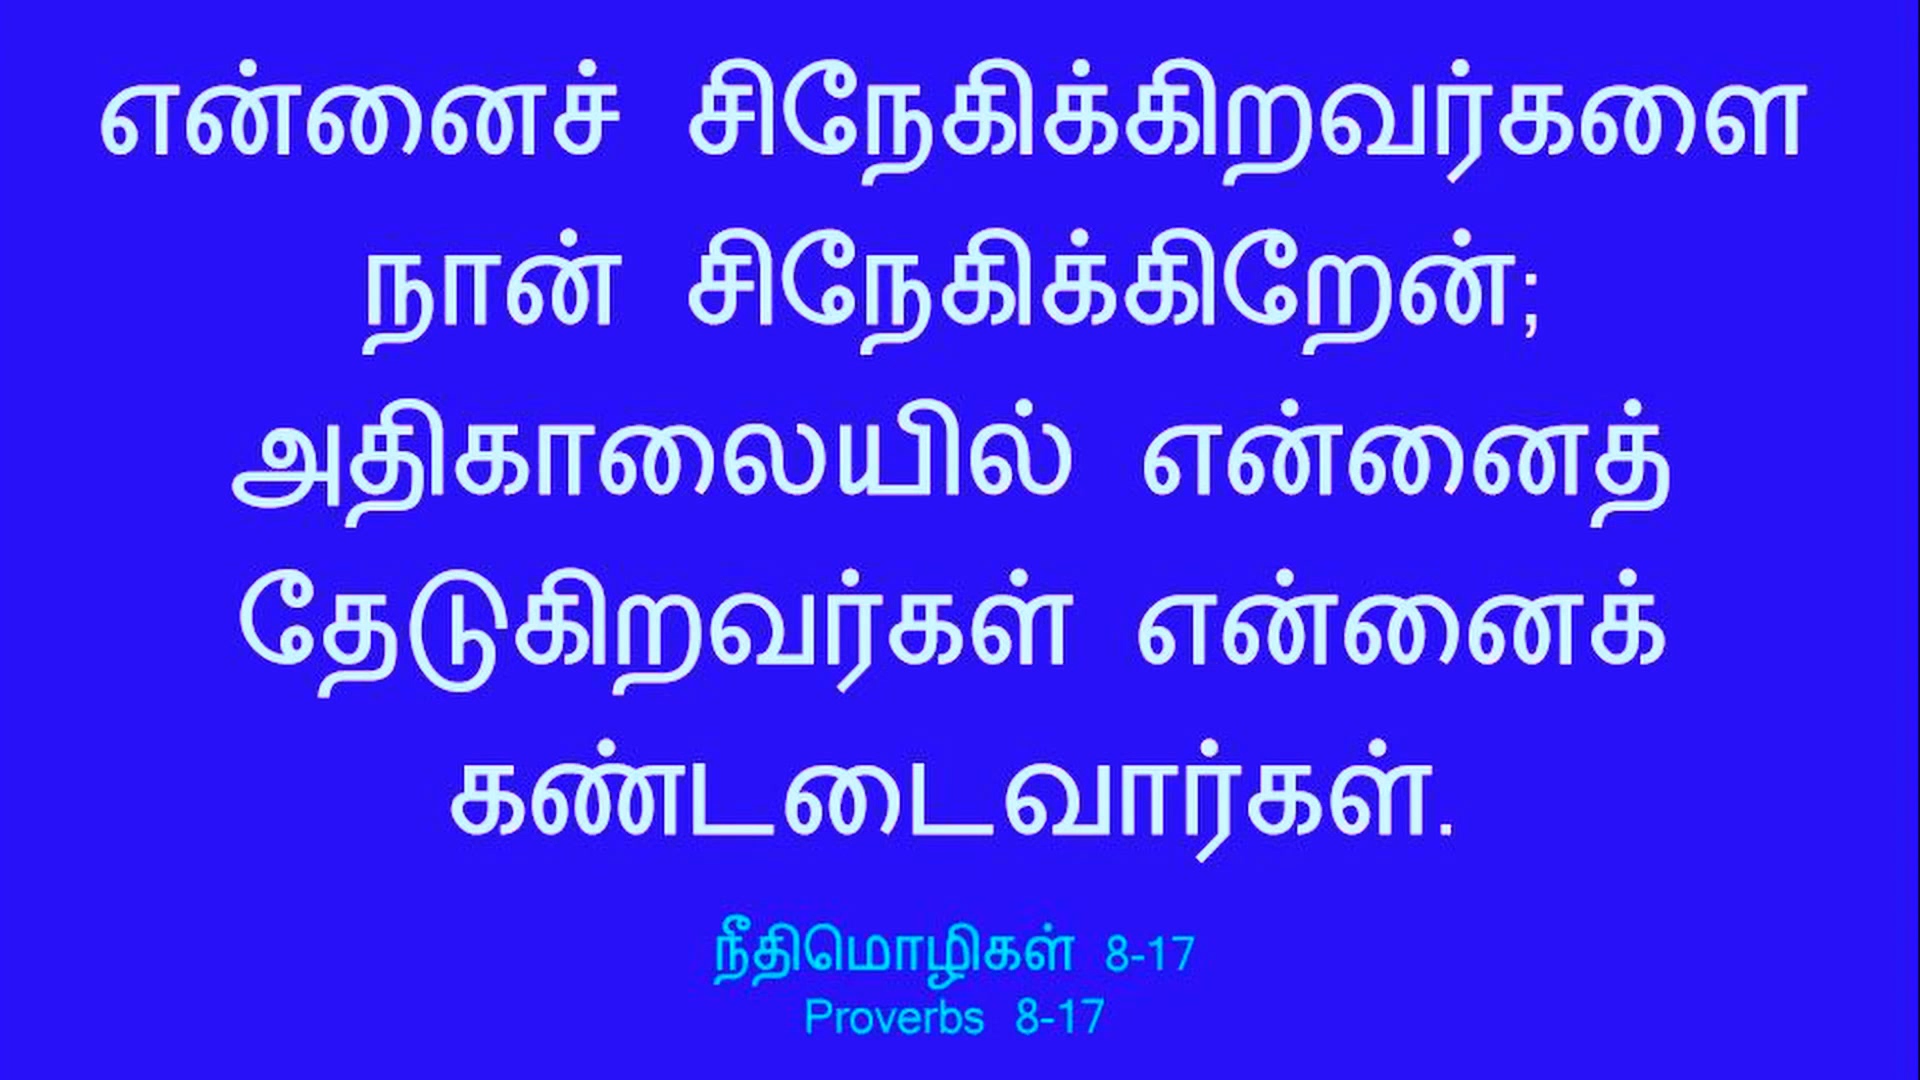 என்னைச் சிநேகிக்கிறவர்களை
நான் சிநேகிக்கிறேன்;
அதிகாலையில் என்னைத்
தேடுகிறவர்கள் என்னைக்
கண்டடைவார்கள்.
நீதிமொழிகள் 8-17
Proverbs 8-17